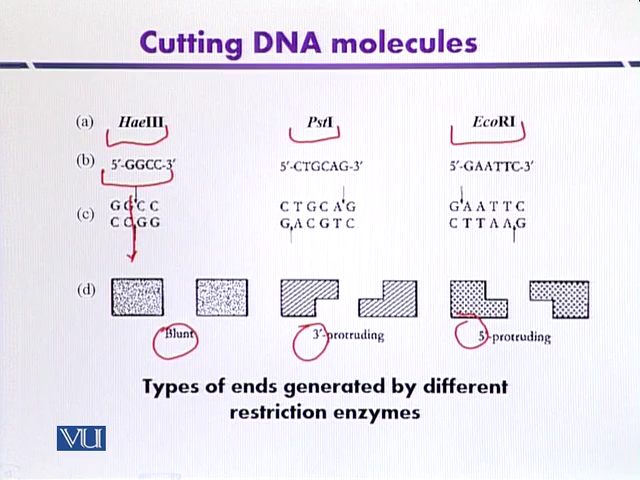 Cutting DNA molecules
(a) HaeIII PstI EcoRI
(b) 5′-GGCC-3′ 5′-CTGCAG-3′ 5′-GAATTC-3′
(c) G G C C C T G C A G G A A T T C
C C G G G A C G T C C T T A A G
(d)
Blunt 3′-protruding 5′-protruding
Types of ends generated by different
restriction enzymes
VU